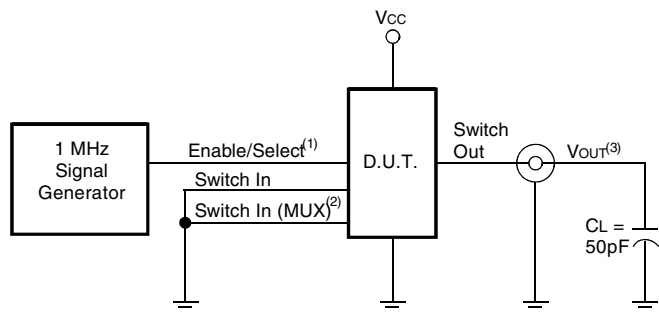 VCC
1 MHz
Signal
Generator
Enable/Select(1)
Switch In
Switch In (MUX)(2)
D.U.T.
Switch
Out
VOUT(3)
CL =
50pF